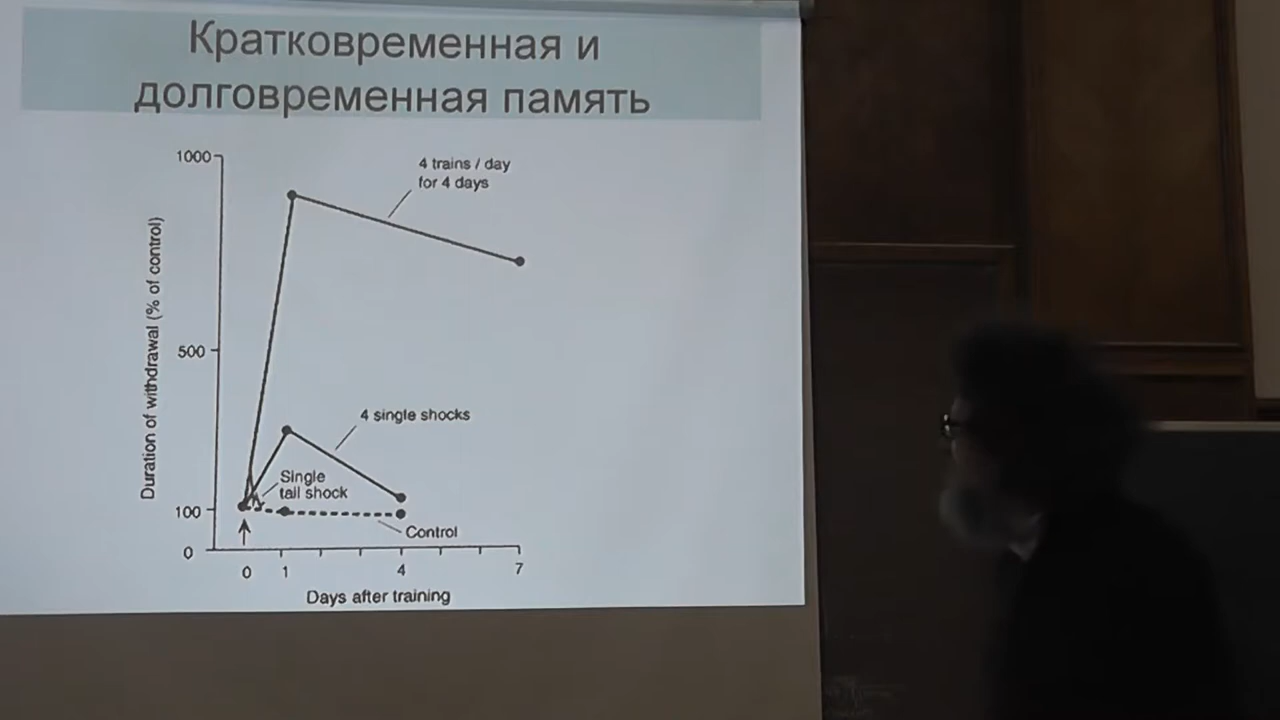 Кратковременная и
долговременная память
1000
4 trains / day
for 4 days
Duration of withdrawal (% of control)
500
4 single shocks
Single
tail shock
100
Control
0
0 1 4 7
Days after training